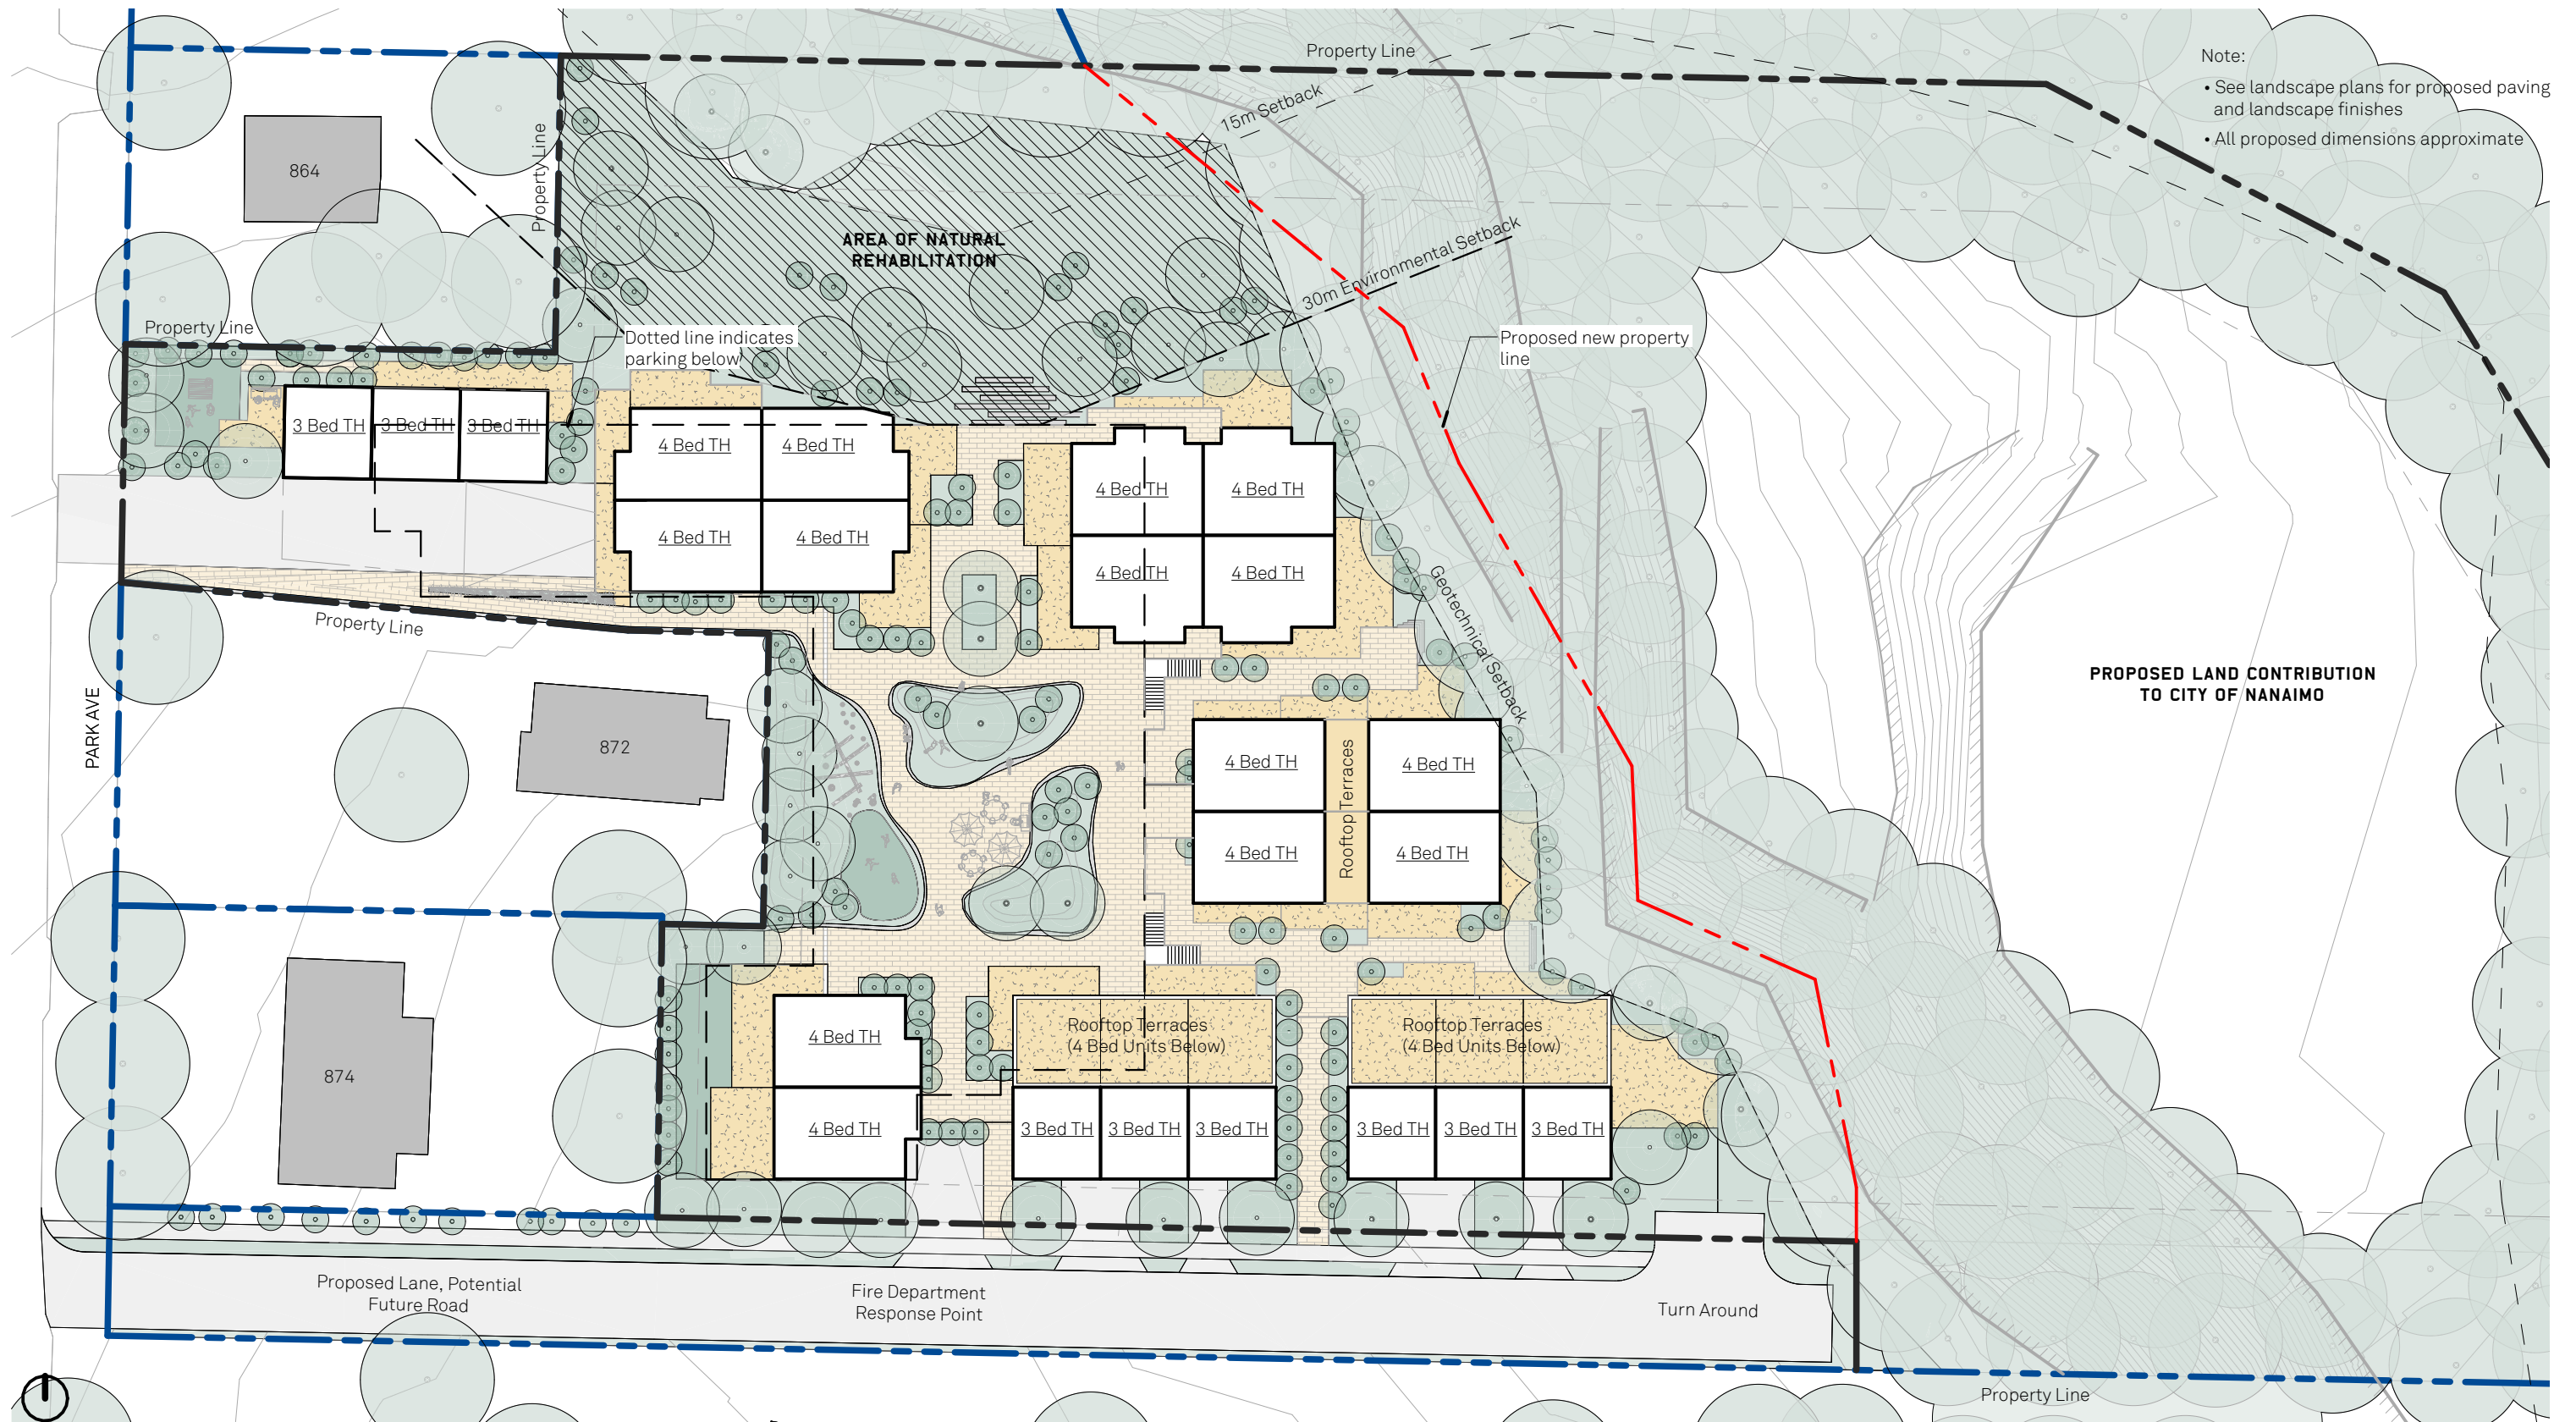 Property Line
Note:
• See landscape plans for proposed paving
and landscape finishes
• All proposed dimensions approximate
15m Setback
Property Line
864
AREA OF NATURAL
REHABILITATION
30m Environmental Setback
Property Line
Dotted line indicates
parking below
Proposed new property
line
3 Bed TH
3 Bed TH
3 Bed TH
4 Bed TH
4 Bed TH
4 Bed TH
4 Bed TH
4 Bed TH
4 Bed TH
4 Bed TH
4 Bed TH
Geotechnical Setback
Property Line
PROPOSED LAND CONTRIBUTION
TO CITY OF NANAIMO
PARK AVE
872
4 Bed TH
4 Bed TH
Rooftop Terraces
4 Bed TH
4 Bed TH
874
4 Bed TH
4 Bed TH
Rooftop Terraces
(4 Bed Units Below)
Rooftop Terraces
(4 Bed Units Below)
3 Bed TH
3 Bed TH
3 Bed TH
3 Bed TH
3 Bed TH
3 Bed TH
Proposed Lane, Potential
Future Road
Fire Department
Response Point
Turn Around
Property Line